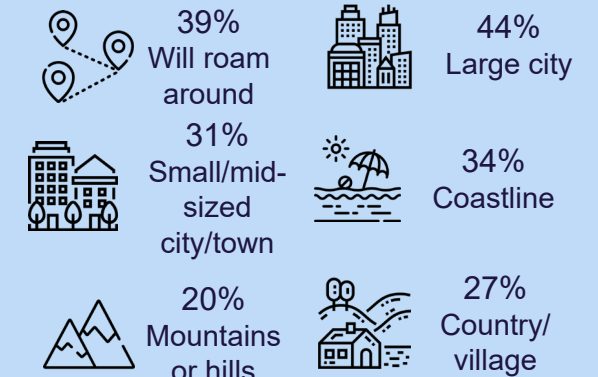 39%
Will roam
around
44%
Large city
31%
Small/mid-
sized
city/town
34%
Coastline
20%
Mountains
or hills
27%
Country/
village